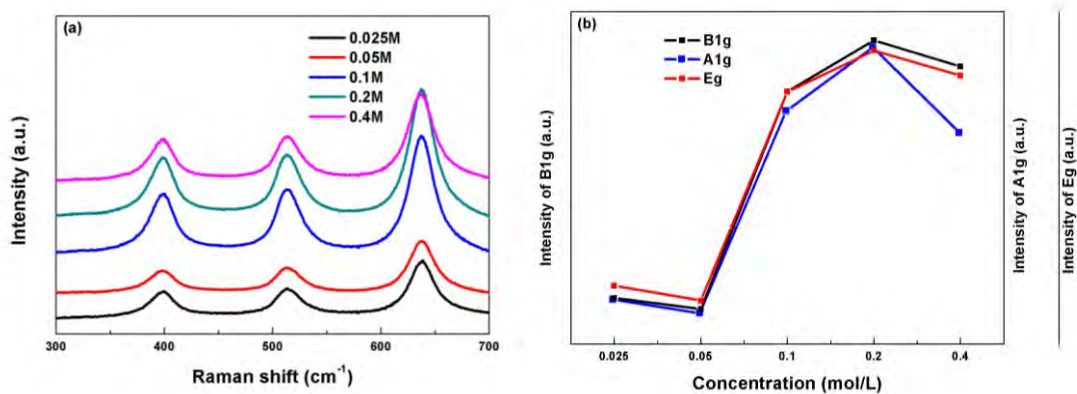 (a)
0.025M
0.05M
0.1M
0.2M
0.4M
Intensity (a.u.)
300 400 500 600 700
Raman shift (cm-1)
(b)
B1g
A1g
Eg
Intensity of B1g (a.u.)
Intensity of A1g (a.u.)
Intensity of Eg (a.u.)
0.025 0.05 0.1 0.2 0.4
Concentration (mol/L)